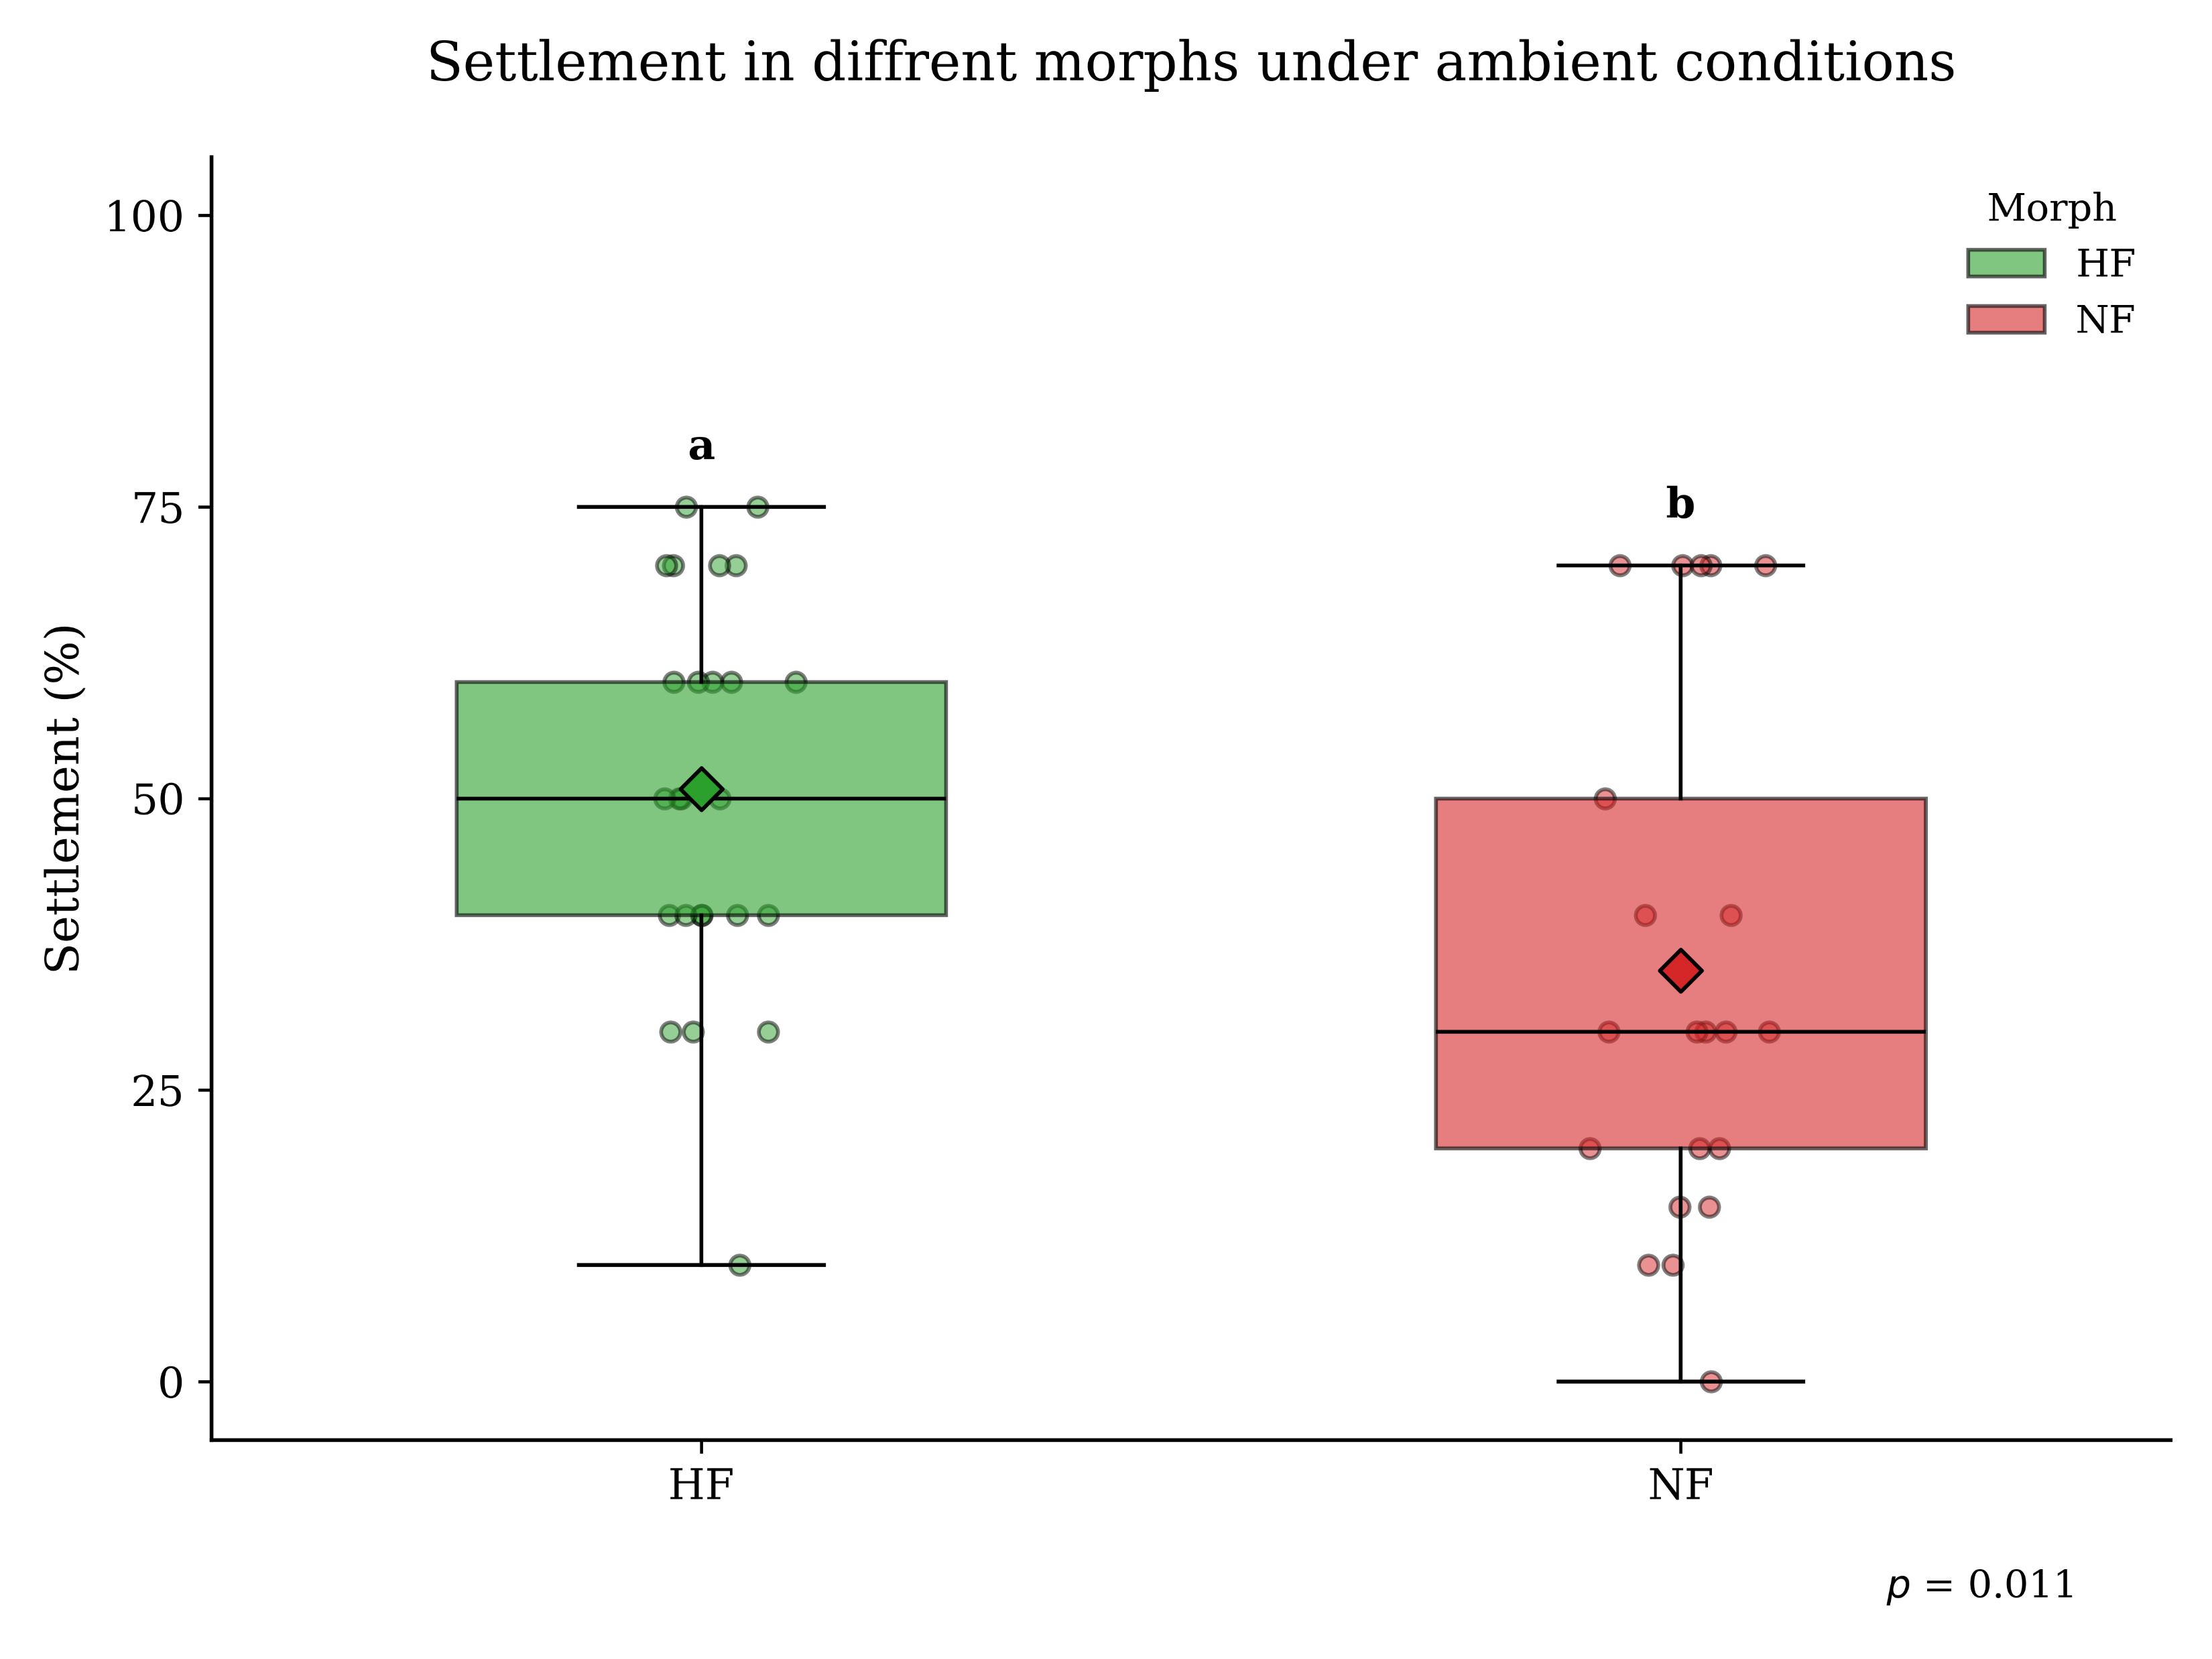 Settlement in diffrent morphs under ambient conditions
Morph
HF
NF
100
75
50
25
0
Settlement (%)
a
b
HF
NF
p = 0.011